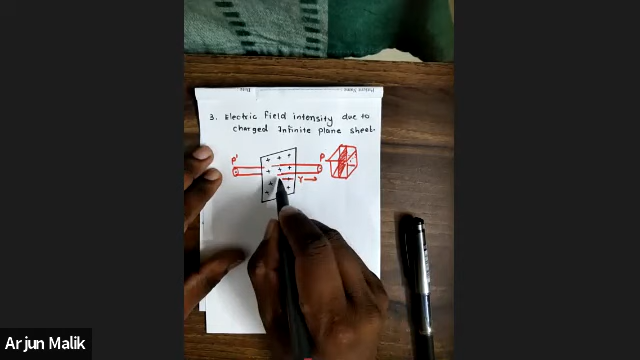 3. Electric Field intensity due to
charged Infinite plane sheet.
P'
P
r
Arjun Malik